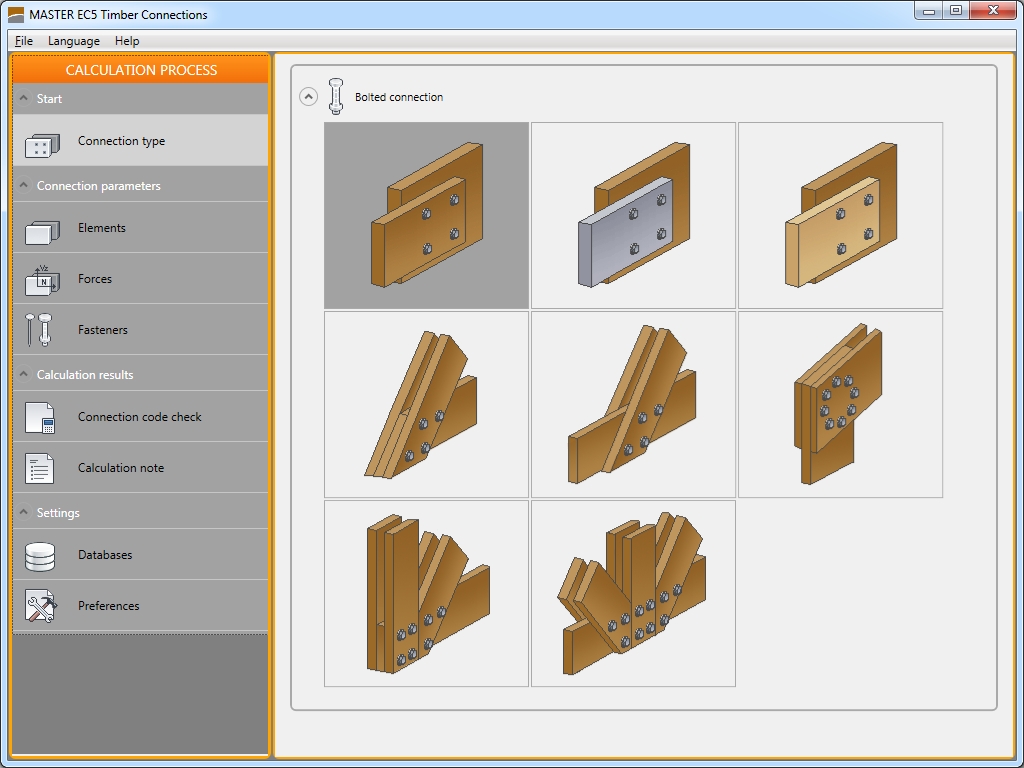 MASTER EC5 Timber Connections
File Language Help
CALCULATION PROCESS
Start
Connection type
Connection parameters
Elements
Vz
N
Forces
Fasteners
Calculation results
Connection code check
Calculation note
Settings
Databases
Preferences
Bolted connection